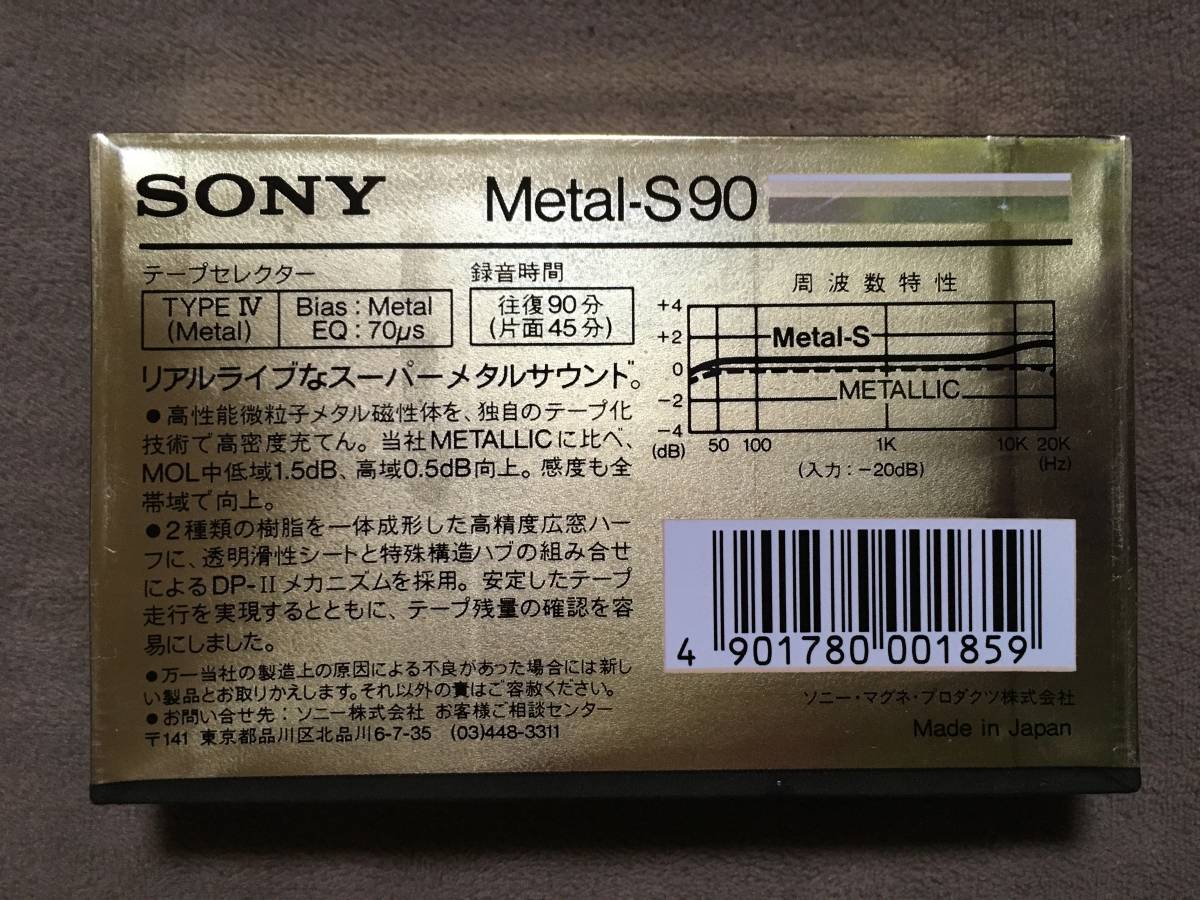 SONY Metal-S90
テープセレクター
TYPE IV
(Metal)
Bias : Metal
EQ : 70μs
録音時間
往復90分
(片面45分)
リアルライブなスーパーメタルサウンド。
●高性能微粒子メタル磁性体を、独自のテープ化
技術で高密度充てん。当社METALLICに比べ、
MOL中低域1.5dB、高域0.5dB向上。感度も全
帯域で向上。
●2種類の樹脂を一体成形した高精度広窓ハー
フに、透明滑性シートと特殊構造ハブの組み合せ
によるDP-IIメカニズムを採用。安定したテープ
走行を実現するとともに、テープ残量の確認を容
易にしました。
●万一当社の製造上の原因による不良があった場合には新し
い製品とお取りかえします。それ以外の責はご容赦ください。
●お問い合せ先：ソニー株式会社 お客様ご相談センター
〒141 東京都品川区北品川6-7-35 (03)448-3311
周波数特性
+4
+2
0
-2
-4
(dB)
Metal-S
METALLIC
50 100 1K 10K 20K
(Hz)
(入力：-20dB)
4 901780 001859
ソニー・マグネ・プロダクツ株式会社
Made in Japan